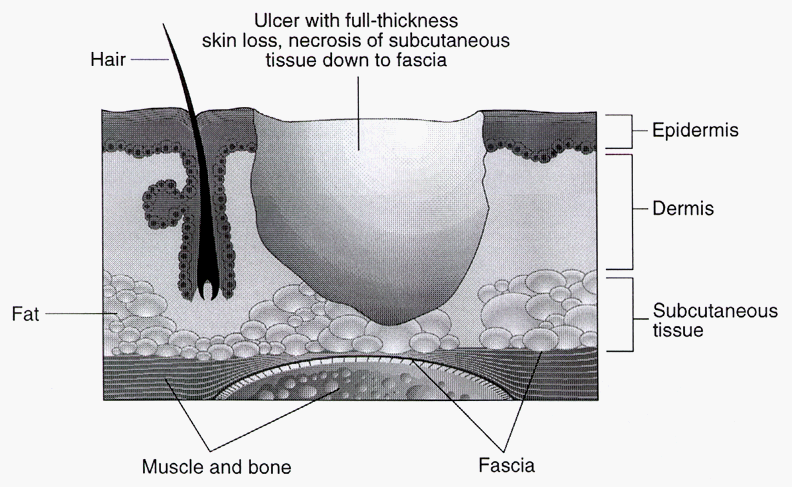 Ulcer with full-thickness
skin loss, necrosis of subcutaneous
tissue down to fascia
Hair
Epidermis
Dermis
Fat
Subcutaneous
tissue
Muscle and bone
Fascia